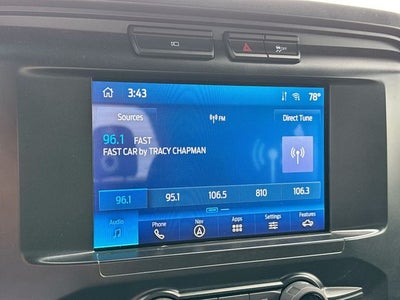 3:43 78°
Sources FM Direct Tune
96.1 FAST
FAST CAR by TRACY CHAPMAN
96.1 95.1 106.5 810 106.3
Audio Phone Nav Apps Settings Features